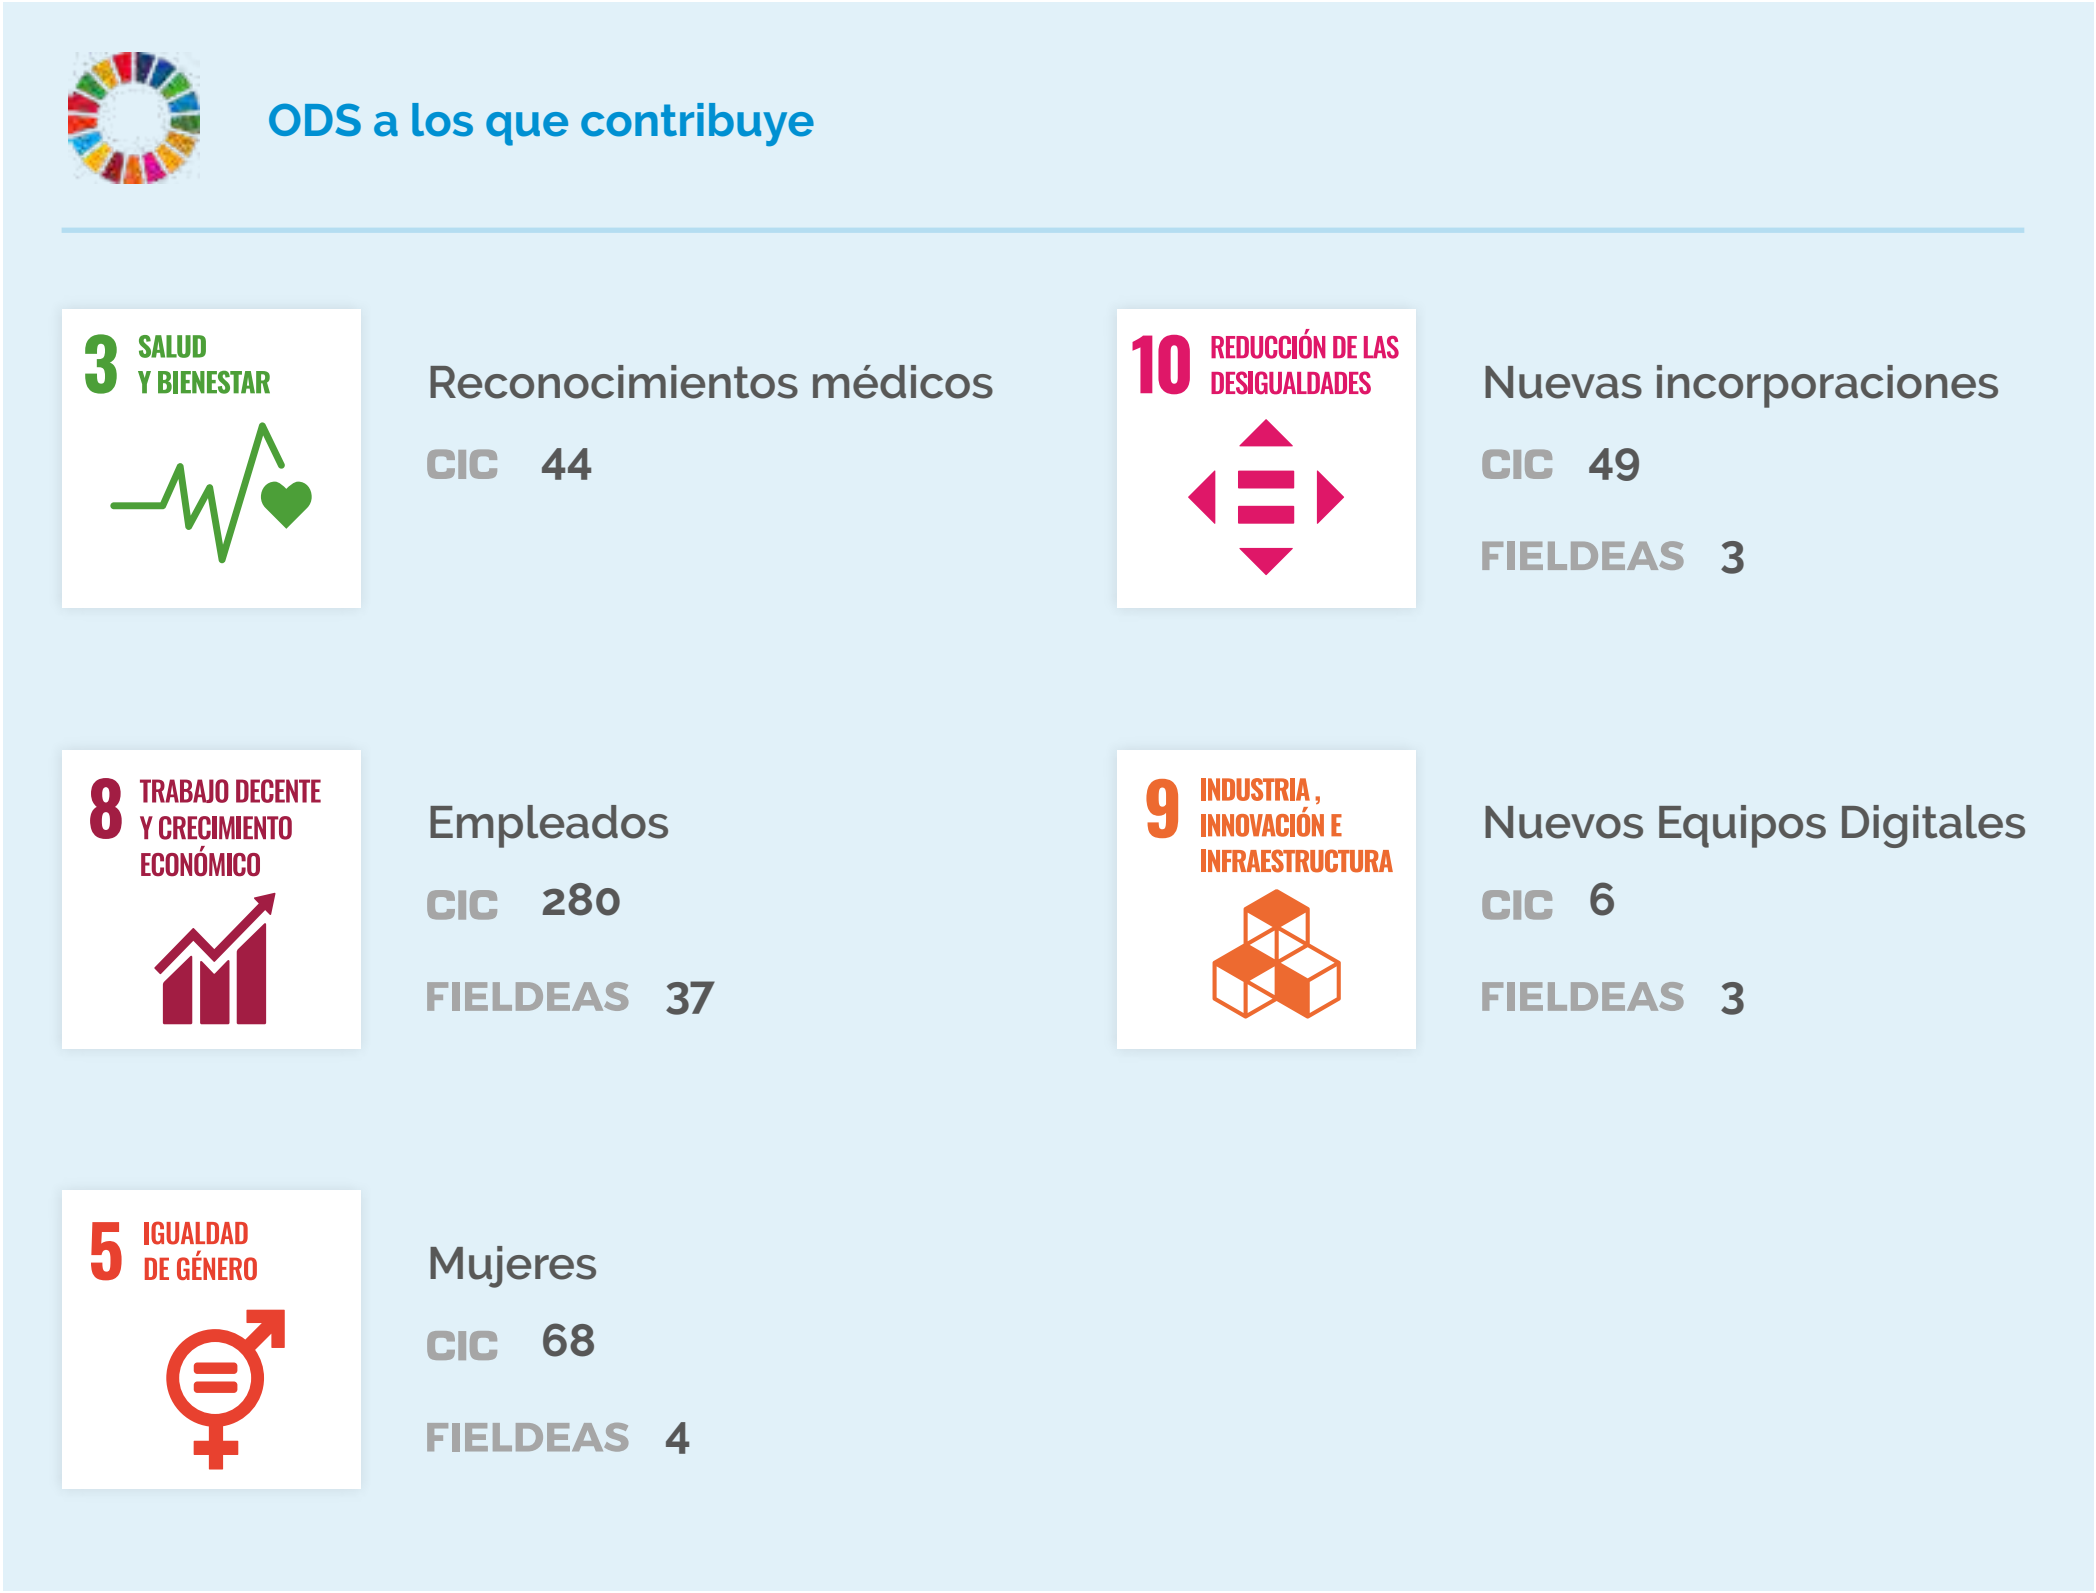 ODS a los que contribuye
3 SALUD
Y BIENESTAR
Reconocimientos médicos
CIC 44
10 REDUCCIÓN DE LAS
DESIGUALDADES
Nuevas incorporaciones
CIC 49
FIELDEAS 3
8 TRABAJO DECENTE
Y CRECIMIENTO
ECONÓMICO
Empleados
CIC 280
FIELDEAS 37
9 INDUSTRIA ,
INNOVACIÓN E
INFRAESTRUCTURA
Nuevos Equipos Digitales
CIC 6
FIELDEAS 3
5 IGUALDAD
DE GÉNERO
Mujeres
CIC 68
FIELDEAS 4